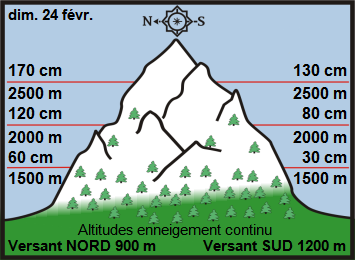 dim. 24 févr.
N S
170 cm 130 cm
2500 m 2500 m
120 cm 80 cm
2000 m 2000 m
60 cm 30 cm
1500 m 1500 m
Altitudes enneigement continu
Versant NORD 900 m Versant SUD 1200 m